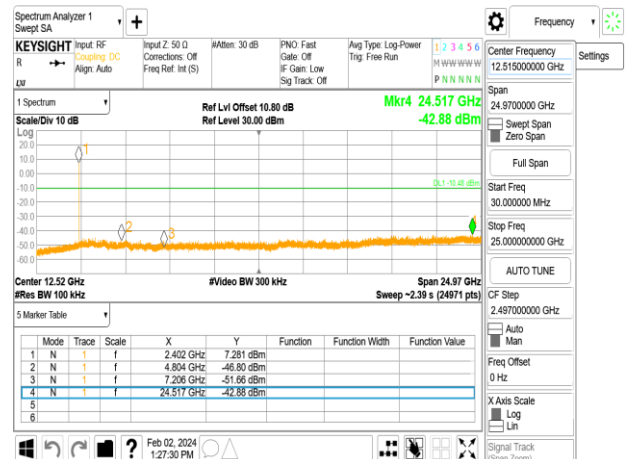 Spectrum Analyzer 1
Swept SA
Frequency
KEYSIGHT
R
Input: RF
Coupling: DC
Align: Auto
Input Z: 50 Ω
Corrections: Off
Freq Ref: Int (S)
#Atten: 30 dB
PNO: Fast
Gate: Off
IF Gain: Low
Sig Track: Off
Avg Type: Log-Power
Trig: Free Run
1 2 3 4 5 6
M W W W W W
P N N N N N
LXI
1 Spectrum
Scale/Div 10 dB
Ref Lvl Offset 10.80 dB
Ref Level 30.00 dBm
Mkr4 24.517 GHz
-42.88 dBm
Log
20.0
10.0
0.00
-10.0
-20.0
-30.0
-40.0
-50.0
-60.0
1
2
3
DL1 -10.48 dBm
Center 12.52 GHz
#Video BW 300 kHz
Span 24.97 GHz
#Res BW 100 kHz
Sweep ~2.39 s (24971 pts)
5 Marker Table
Mode Trace Scale X Y Function Function Width Function Value
1 N 1 f 2.402 GHz 7.281 dBm
2 N 1 f 4.804 GHz -46.80 dBm
3 N 1 f 7.206 GHz -51.66 dBm
4 N 1 f 24.517 GHz -42.88 dBm
5
6
?
Feb 02, 2024
1:27:30 PM
Center Frequency
12.515000000 GHz
Settings
Span
24.9700000 GHz
Swept Span
Zero Span
Full Span
Start Freq
30.000000 MHz
Stop Freq
25.000000000 GHz
AUTO TUNE
CF Step
2.497000000 GHz
Auto
Man
Freq Offset
0 Hz
X Axis Scale
Log
Lin
Signal Track
(Span Zoom)